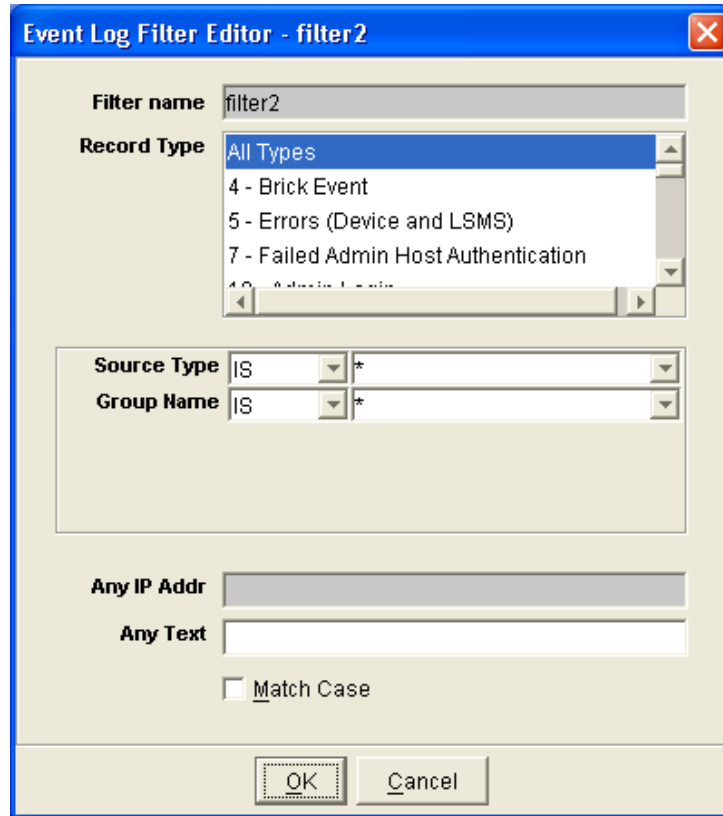 Event Log Filter Editor - filter2
Filter name filter2
Record Type All Types
4 - Brick Event
5 - Errors (Device and LSMS)
7 - Failed Admin Host Authentication
Source Type IS *
Group Name IS *
Any IP Addr
Any Text
Match Case
OK Cancel